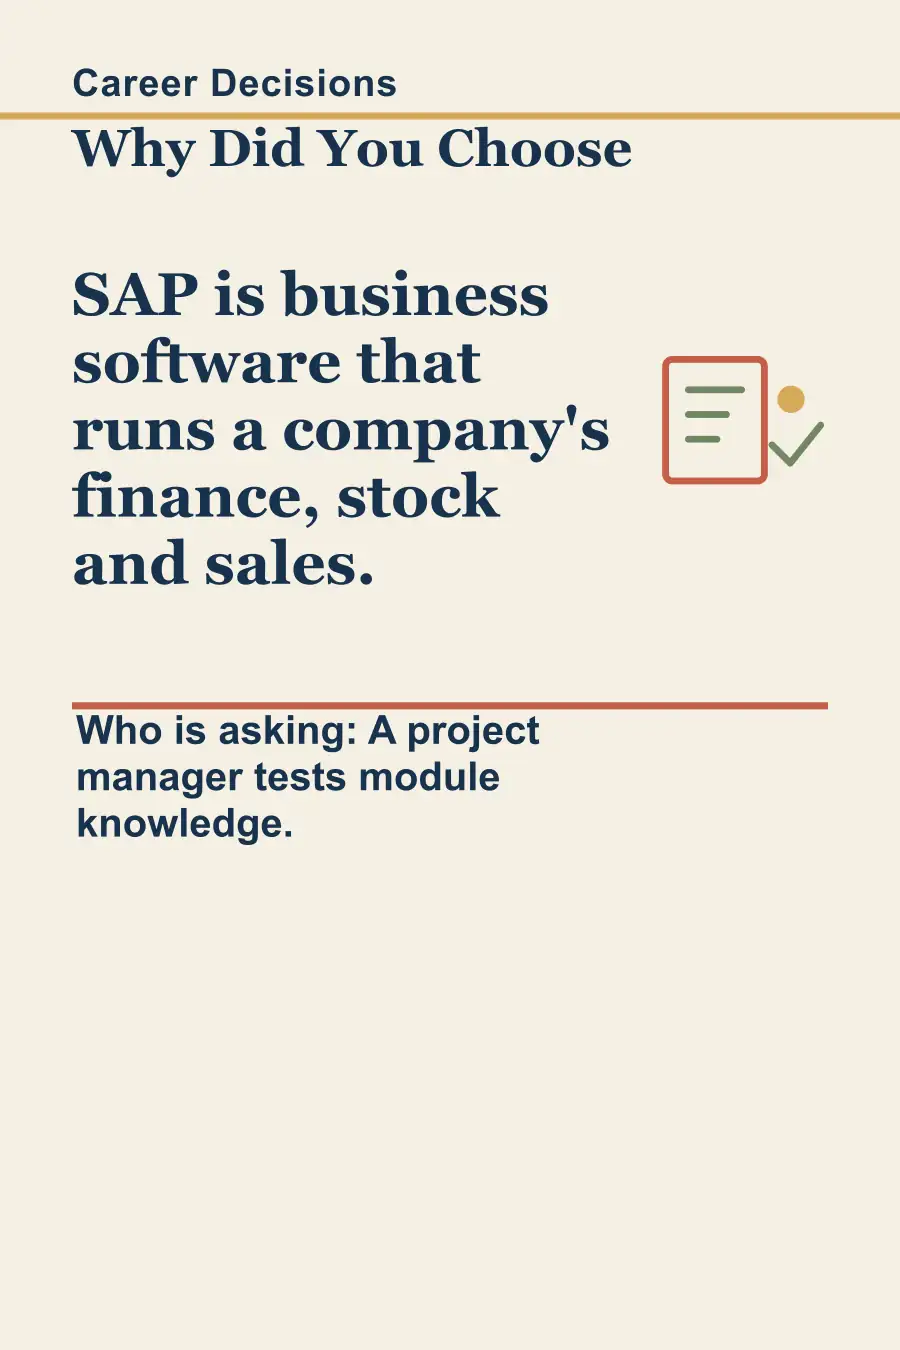 Career Decisions
Why Did You Choose
SAP is business
software that
runs a company's
finance, stock
and sales.
Who is asking: A project
manager tests module
knowledge.